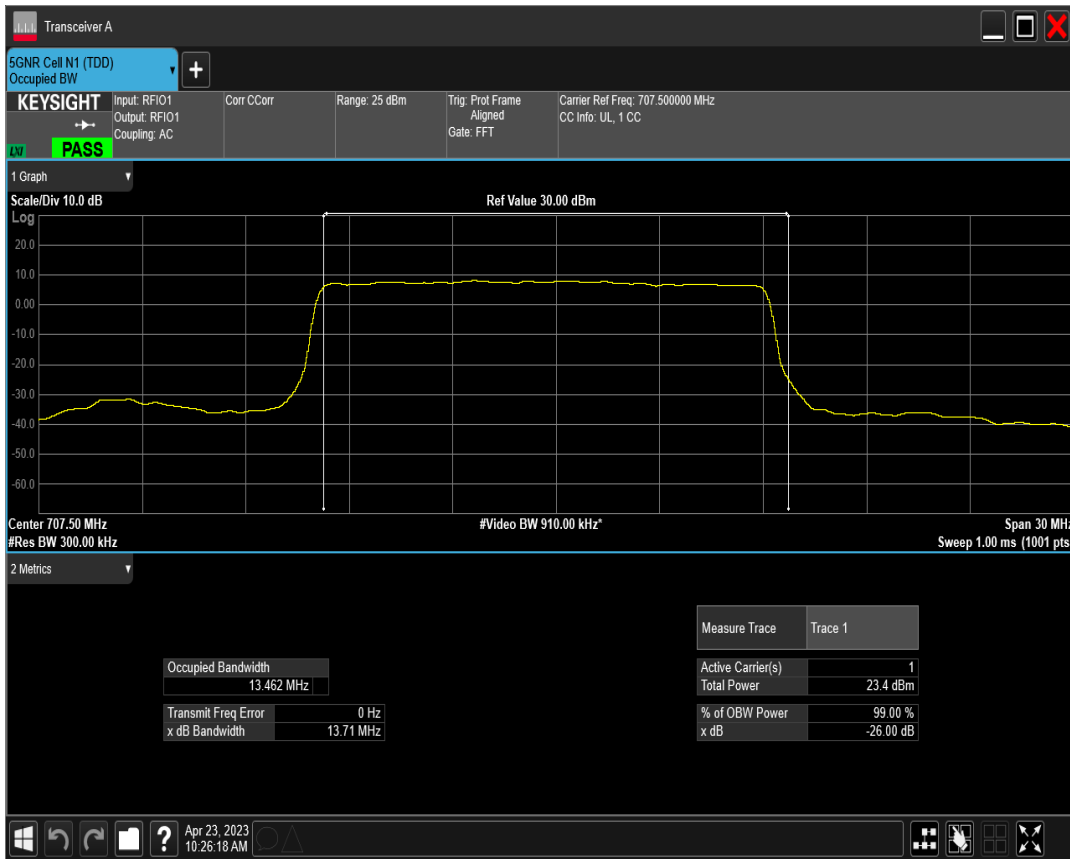 Transceiver A
5GNR Cell N1 (TDD)
Occupied BW
+
KEYSIGHT
LXI
PASS
Input: RFIO1
Output: RFIO1
Coupling: AC
Corr CCorr
Range: 25 dBm
Trig: Prot Frame
Aligned
Gate: FFT
Carrier Ref Freq: 707.500000 MHz
CC Info: UL, 1 CC
1 Graph
Scale/Div 10.0 dB
Ref Value 30.00 dBm
Log
20.0
10.0
0.00
-10.0
-20.0
-30.0
-40.0
-50.0
-60.0
Center 707.50 MHz
#Video BW 910.00 kHz*
Span 30 MHz
#Res BW 300.00 kHz
Sweep 1.00 ms (1001 pts
2 Metrics
Measure Trace Trace 1
Occupied Bandwidth
13.462 MHz
Active Carrier(s) 1
Total Power 23.4 dBm
Transmit Freq Error 0 Hz
x dB Bandwidth 13.71 MHz
% of OBW Power 99.00 %
x dB -26.00 dB
?
Apr 23, 2023
10:26:18 AM